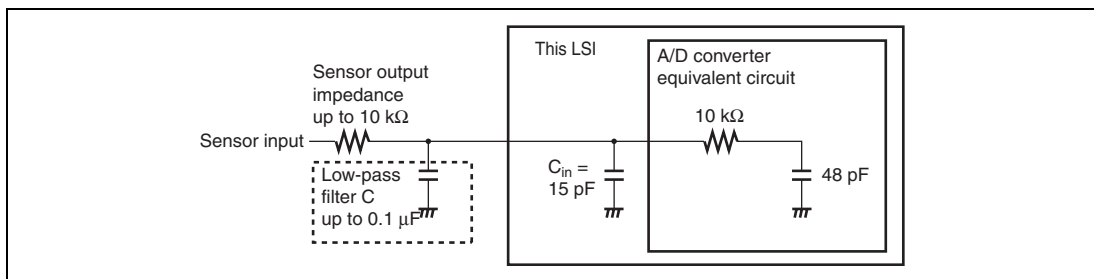 This LSI
A/D converter
equivalent circuit
Sensor output
impedance
up to 10 kΩ
10 kΩ
Sensor input
Low-pass
filter C
up to 0.1 μF
Cin =
15 pF
48 pF